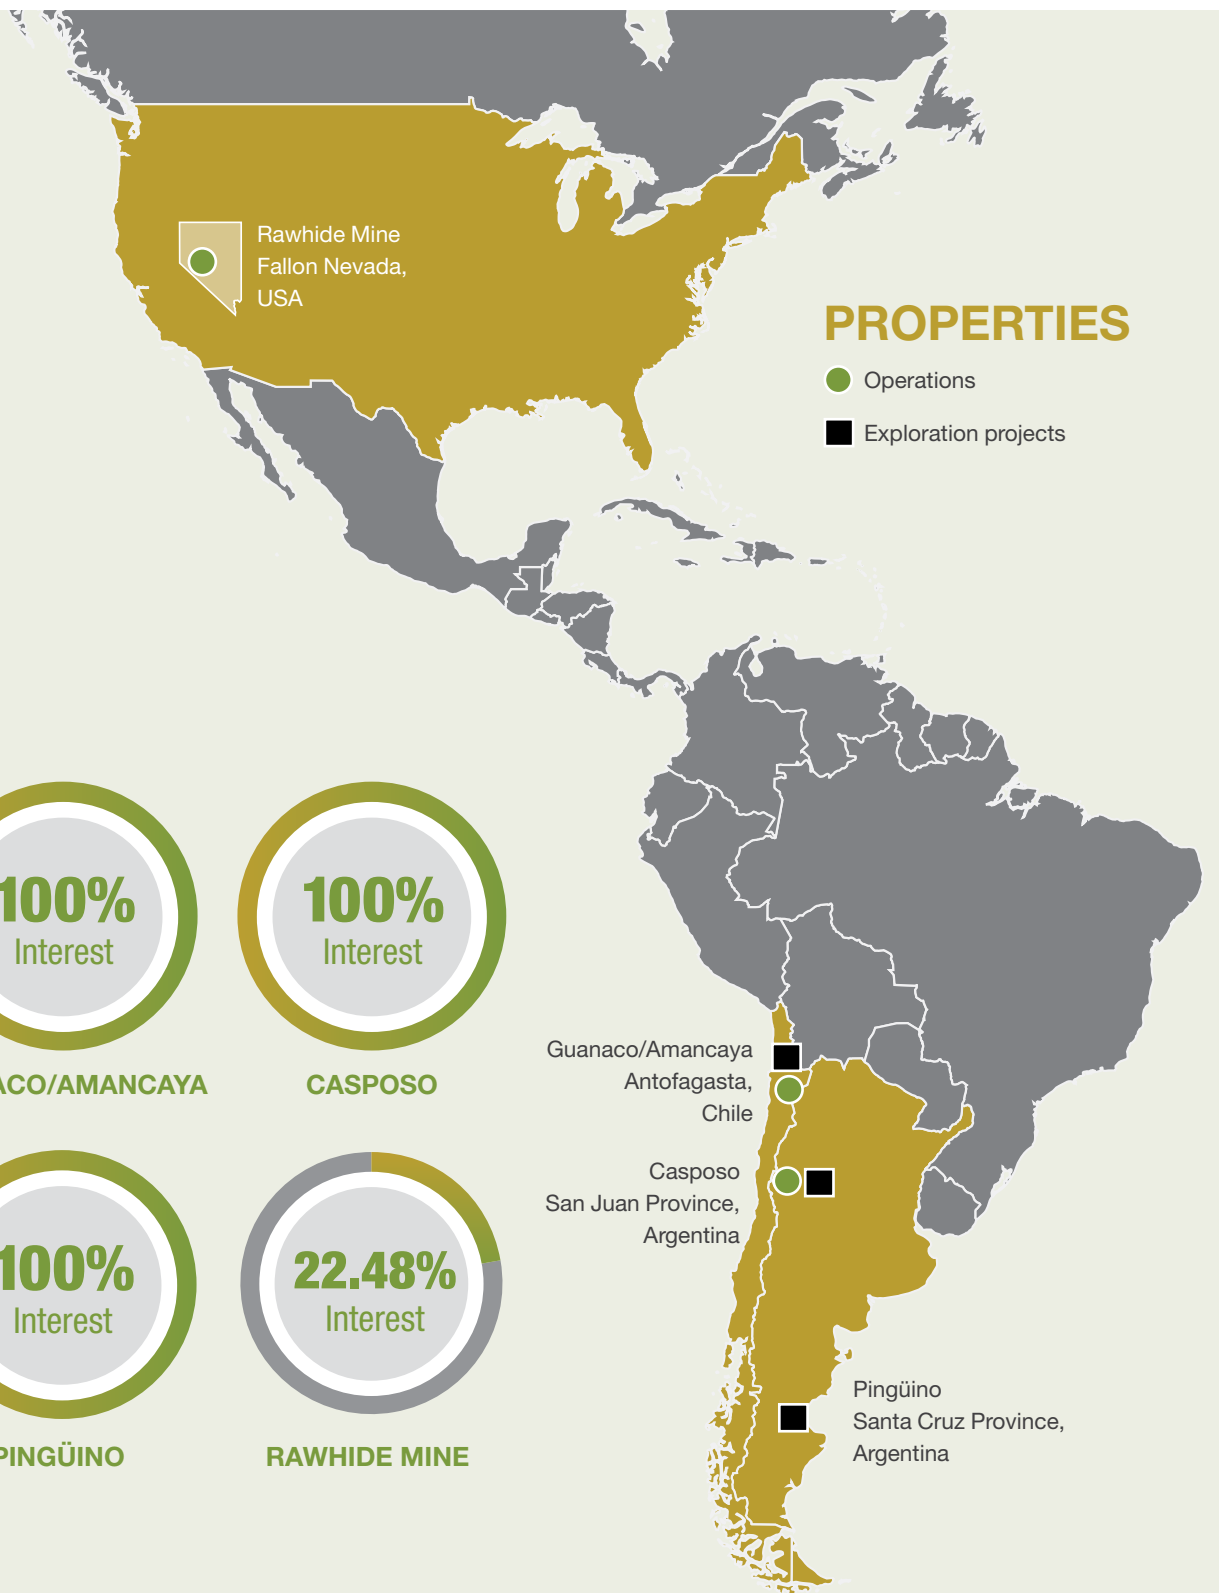 Rawhide Mine
Fallon Nevada,
USA
PROPERTIES
Operations
Exploration projects
100%
Interest
ACO/AMANCAYA
100%
Interest
CASPOSO
Guanaco/Amancaya
Antofagasta,
Chile
Casposo
San Juan Province,
Argentina
100%
Interest
PINGÜINO
22.48%
Interest
RAWHIDE MINE
Pingüino
Santa Cruz Province,
Argentina